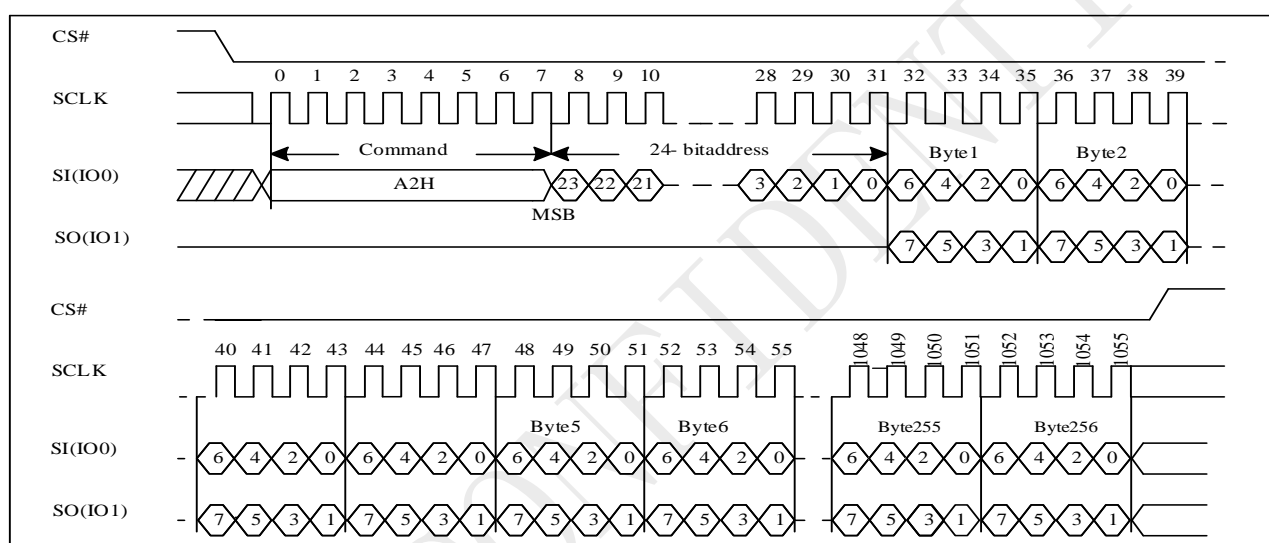 CS#
0 1 2 3 4 5 6 7 8 9 10 28 29 30 31 32 33 34 35 36 37 38 39
SCLK
Command 24- bitaddress Byte1 Byte2
SI(IO0) A2H 23 22 21 3 2 1 0 6 4 2 0 6 4 2 0
MSB
SO(IO1) 7 5 3 1 7 5 3 1
CS#
40 41 42 43 44 45 46 47 48 49 50 51 52 53 54 55 1048 1049 1050 1051 1052 1053 1054 1055
SCLK
Byte5 Byte6 Byte255 Byte256
SI(IO0) 6 4 2 0 6 4 2 0 6 4 2 0 6 4 2 0 6 4 2 0 6 4 2 0
SO(IO1) 7 5 3 1 7 5 3 1 7 5 3 1 7 5 3 1 7 5 3 1 7 5 3 1
ONFIDENT